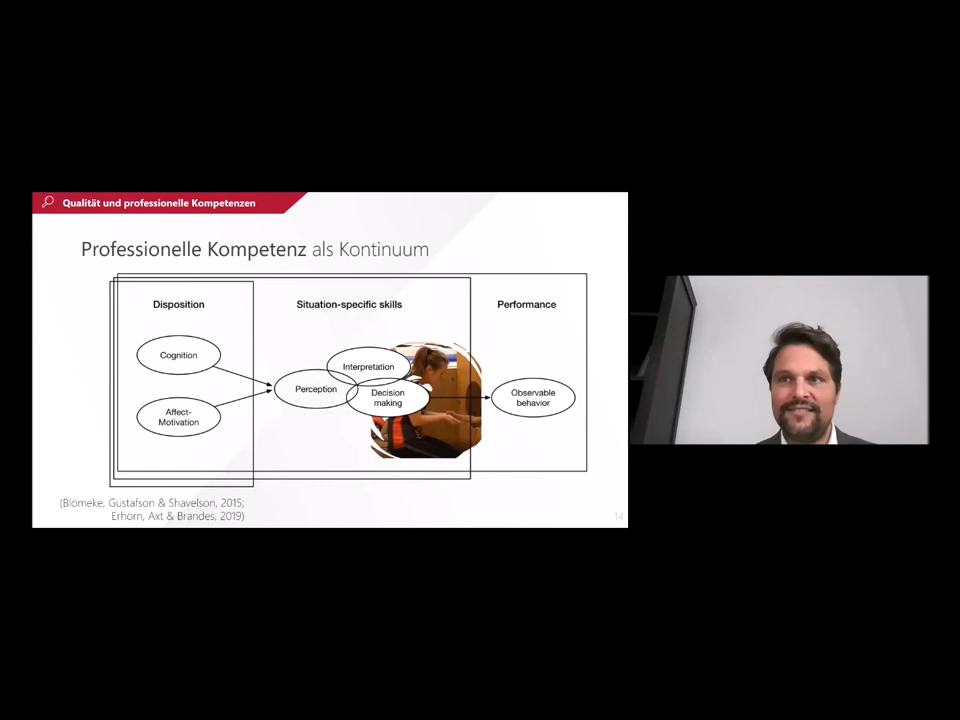 Qualität und professionelle Kompetenzen
Professionelle Kompetenz als Kontinuum
Disposition
Situation-specific skills
Performance
Cognition
Interpretation
Perception
Decision
making
Observable
behavior
Affect-
Motivation
(Blömeke, Gustafson & Shavelson, 2015;
Erhorn, Axt & Brandes, 2019)
14